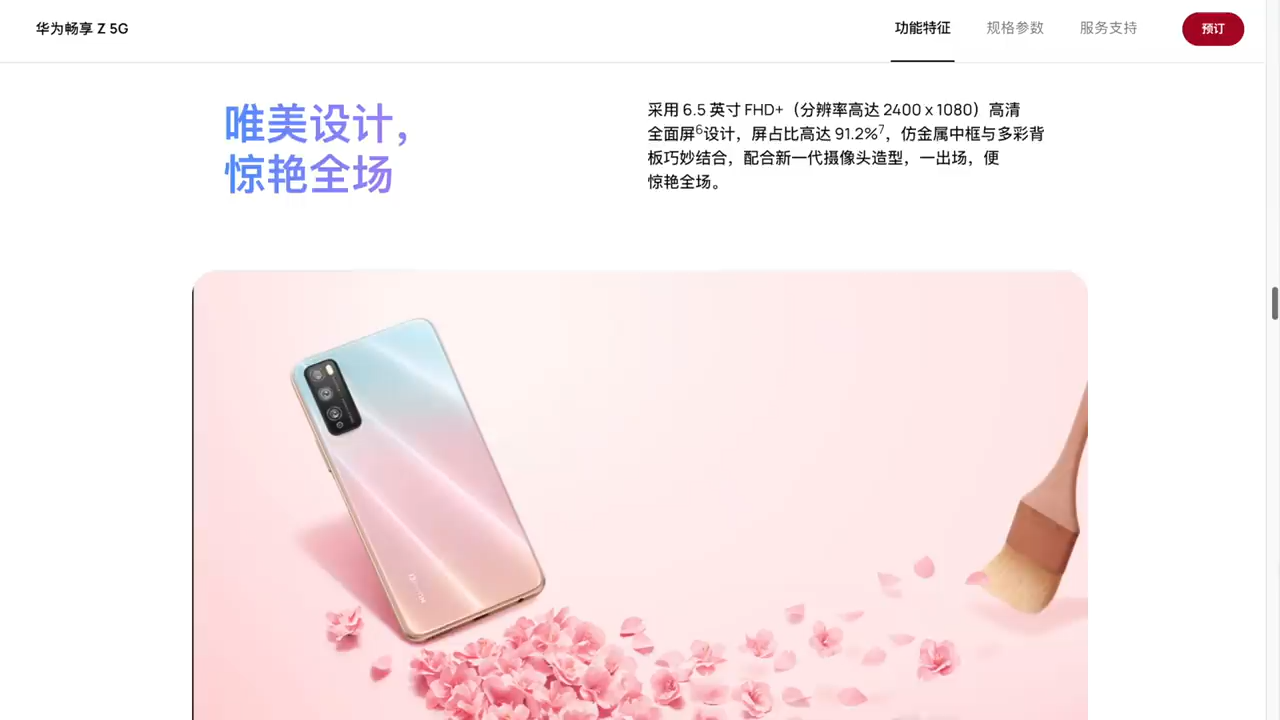 华为畅享 Z 5G
功能特征
规格参数
服务支持
预订
唯美设计，
惊艳全场
采用 6.5 英寸 FHD+（分辨率高达 2400 x 1080）高清
全面屏6设计，屏占比高达 91.2%7，仿金属中框与多彩背
板巧妙结合，配合新一代摄像头造型，一出场，便
惊艳全场。
HUAWEI